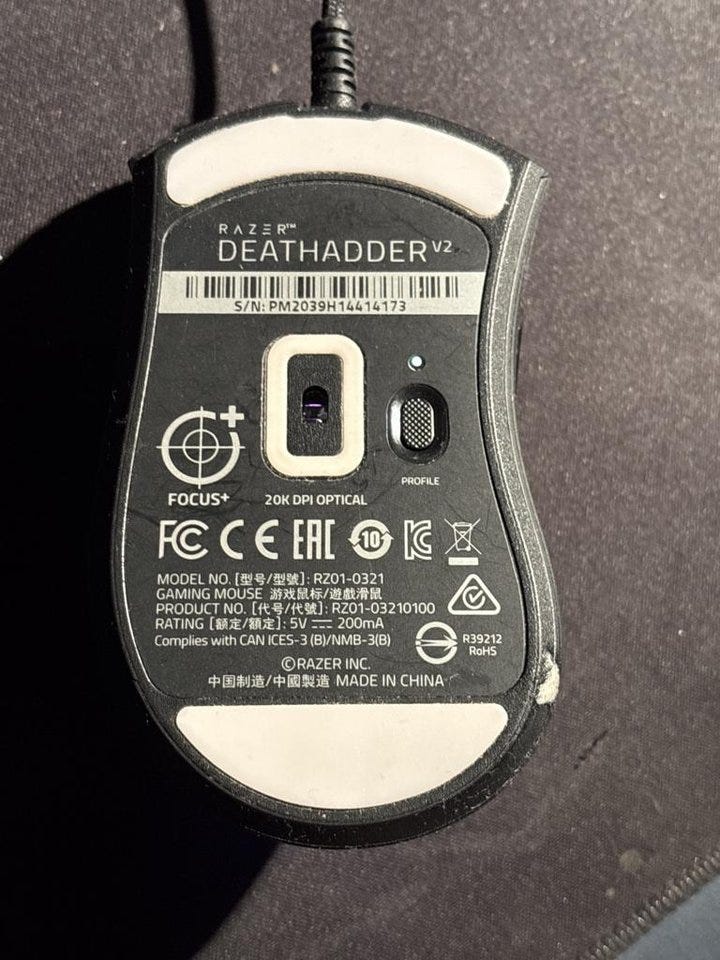 RAZER™
DEATHADDER V2
S/N: PM2039H14414173
FOCUS+
20K DPI OPTICAL
PROFILE
FC CE EAC 10 KC
MODEL NO. [型号/型號]: RZ01-0321
GAMING MOUSE 游戏鼠标/遊戲滑鼠
PRODUCT NO. [代号/代號]: RZ01-03210100
RATING [额定/額定]: 5V ⎓ 200mA
Complies with CAN ICES-3 (B)/NMB-3(B)
R39212
RoHS
©RAZER INC.
中国制造/中國製造 MADE IN CHINA